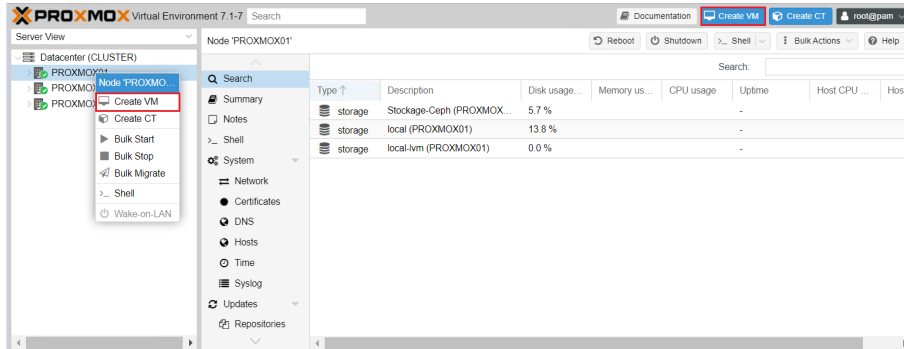 PROXMOX Virtual Environment 7.1-7 Search Documentation Create VM Create CT root@pam
Server View
Node 'PROXMOX01' Reboot Shutdown >_ Shell Bulk Actions Help
Datacenter (CLUSTER)
PROXMOX01
PROXMO
PROXMO
Node 'PROXMO...
Create VM
Create CT
Bulk Start
Bulk Stop
Bulk Migrate
>_ Shell
Wake-on-LAN
Search
Summary
Notes
>_ Shell
System
Network
Certificates
DNS
Hosts
Time
Syslog
Updates
Repositories
Search:
Type ↑ Description Disk usage... Memory us... CPU usage Uptime Host CPU ... Hos
storage Stockage-Ceph (PROXMOX... 5.7 % -
storage local (PROXMOX01) 13.8 % -
storage local-lvm (PROXMOX01) 0.0 % -